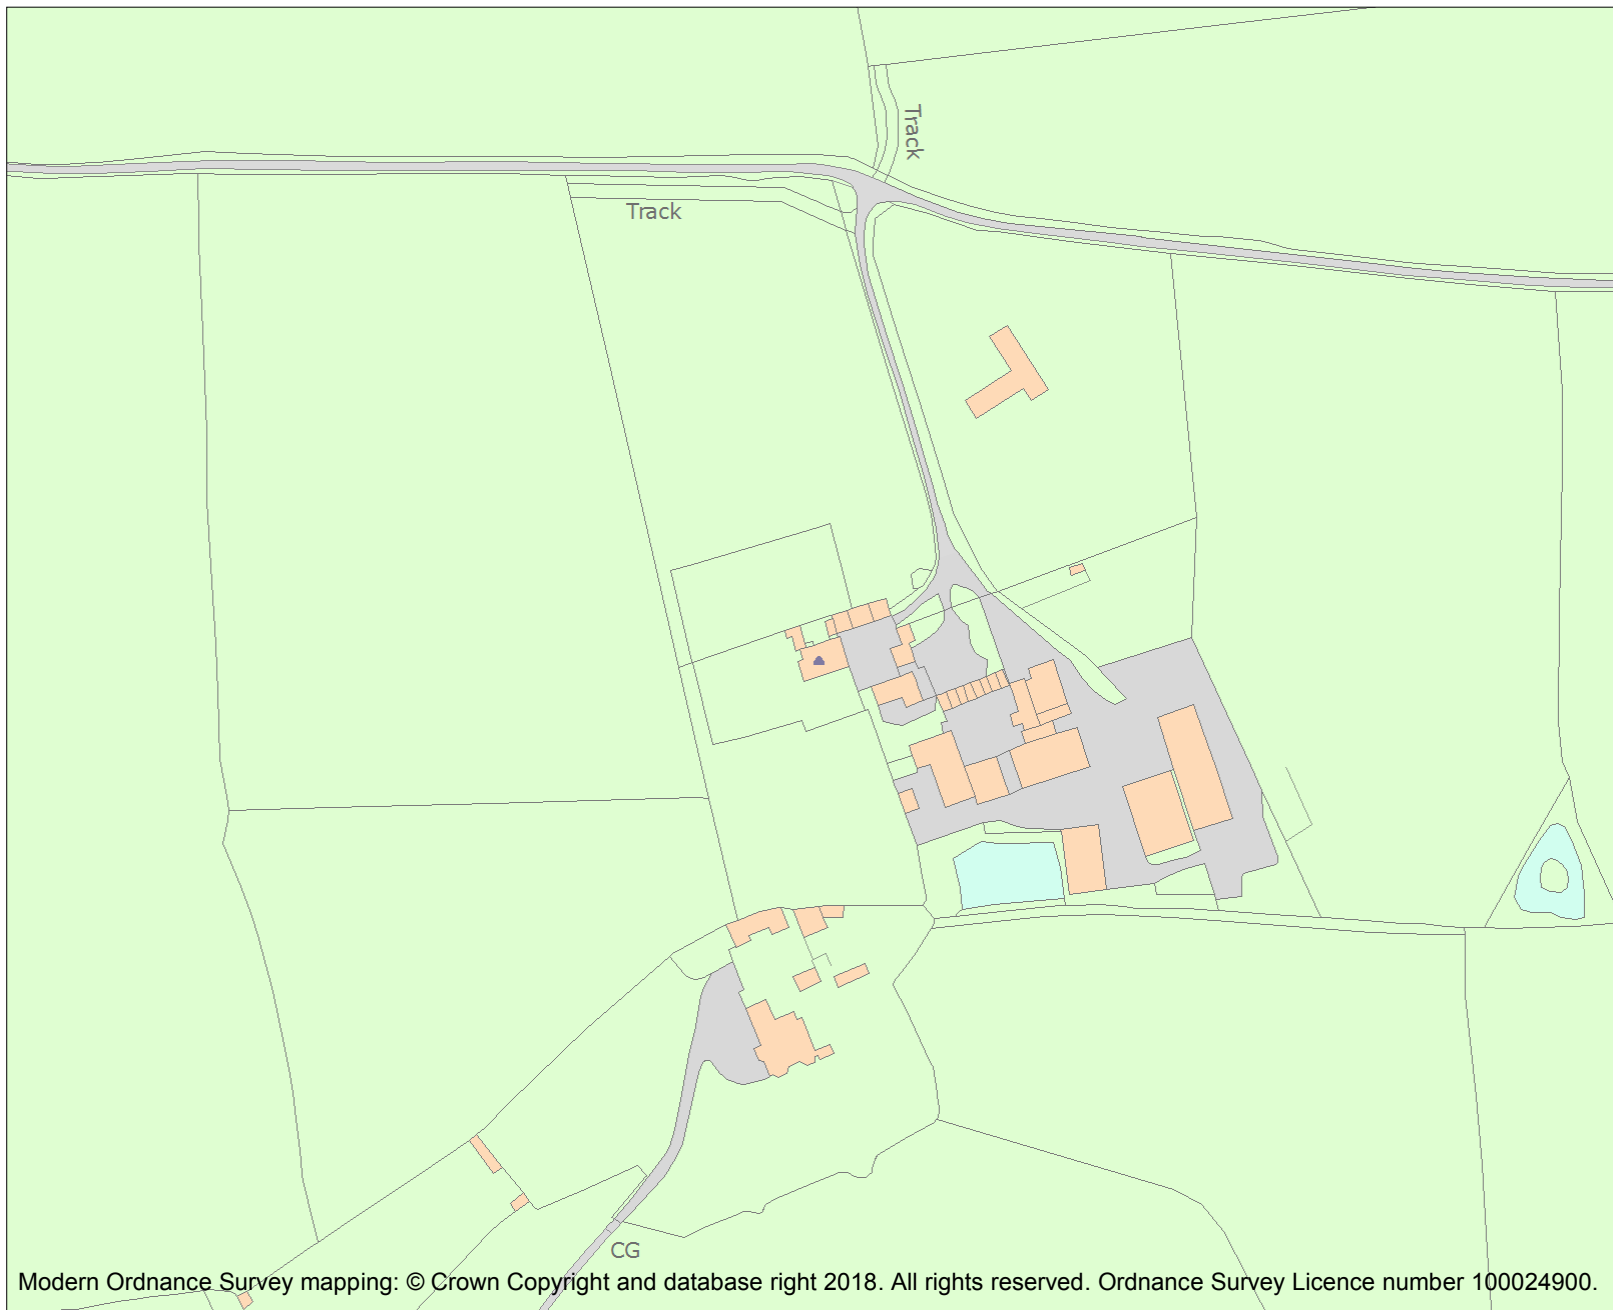 Track
Track
CG
Modern Ordnance Survey mapping: © Crown Copyright and database right 2018. All rights reserved. Ordnance Survey Licence number 100024900.